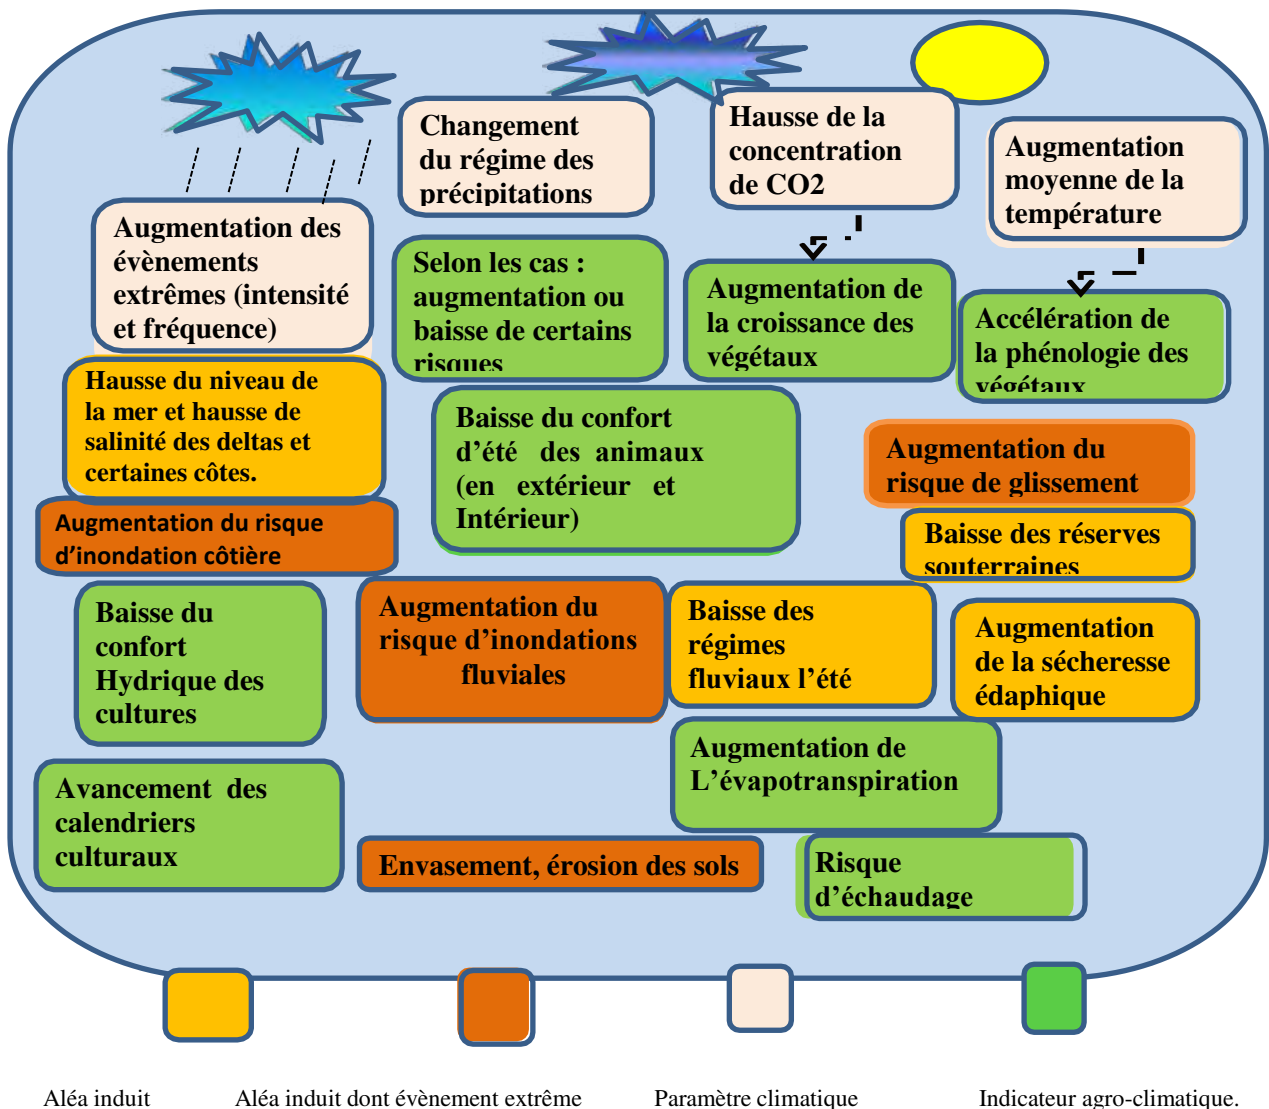 Changement
du régime des
précipitations
Hausse de la
concentration
de CO2
Augmentation
moyenne de la
température
Augmentation des
évènements
extrêmes (intensité
et fréquence)
Selon les cas :
augmentation ou
baisse de certains
risques
Augmentation de
la croissance des
végétaux
Accélération de
la phénologie des
végétaux
Hausse du niveau de
la mer et hausse de
salinité des deltas et
certaines côtes.
Baisse du confort
d'été des animaux
(en extérieur et
Intérieur)
Augmentation du
risque de glissement
Augmentation du risque
d'inondation côtière
Baisse des réserves
souterraines
Baisse du
confort
Hydrique des
cultures
Augmentation du
risque d'inondations
fluviales
Baisse des
régimes
fluviaux l'été
Augmentation
de la sécheresse
édaphique
Augmentation de
L'évapotranspiration
Avancement des
calendriers
culturaux
Envasement, érosion des sols
Risque
d'échaudage
Aléa induit
Aléa induit dont évènement extrême
Paramètre climatique
Indicateur agro-climatique.